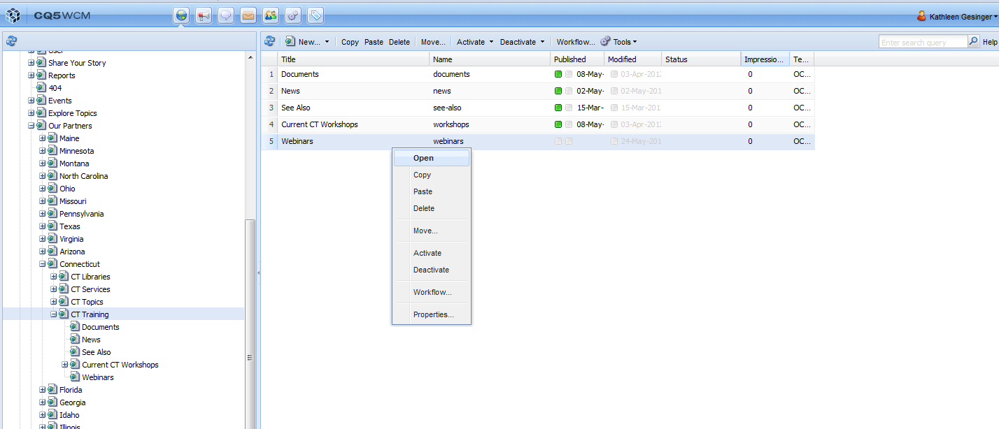 CQ5 WCM
Kathleen Gesinger
New... Copy Paste Delete Move... Activate Deactivate Workflow... Tools Enter search query Help
User
Share Your Story
Reports
404
Events
Explore Topics
Our Partners
Maine
Minnesota
Montana
North Carolina
Ohio
Missouri
Pennsylvania
Texas
Virginia
Arizona
Connecticut
CT Libraries
CT Services
CT Topics
CT Training
Documents
News
See Also
Current CT Workshops
Webinars
Florida
Georgia
Idaho
Illinois
Title Name Published Modified Status Impressio... Te...
1 Documents documents 08-May- 03-Apr-201 0 OC...
2 News news 02-May- 02-May-201 0 OC...
3 See Also see-also 15-Mar- 15-Mar-201 0 OC...
4 Current CT Workshops workshops 08-May- 03-Apr-201 0 OC...
5 Webinars webinars 24-May-201 0 OC...
Open
Copy
Paste
Delete
Move...
Activate
Deactivate
Workflow...
Properties...